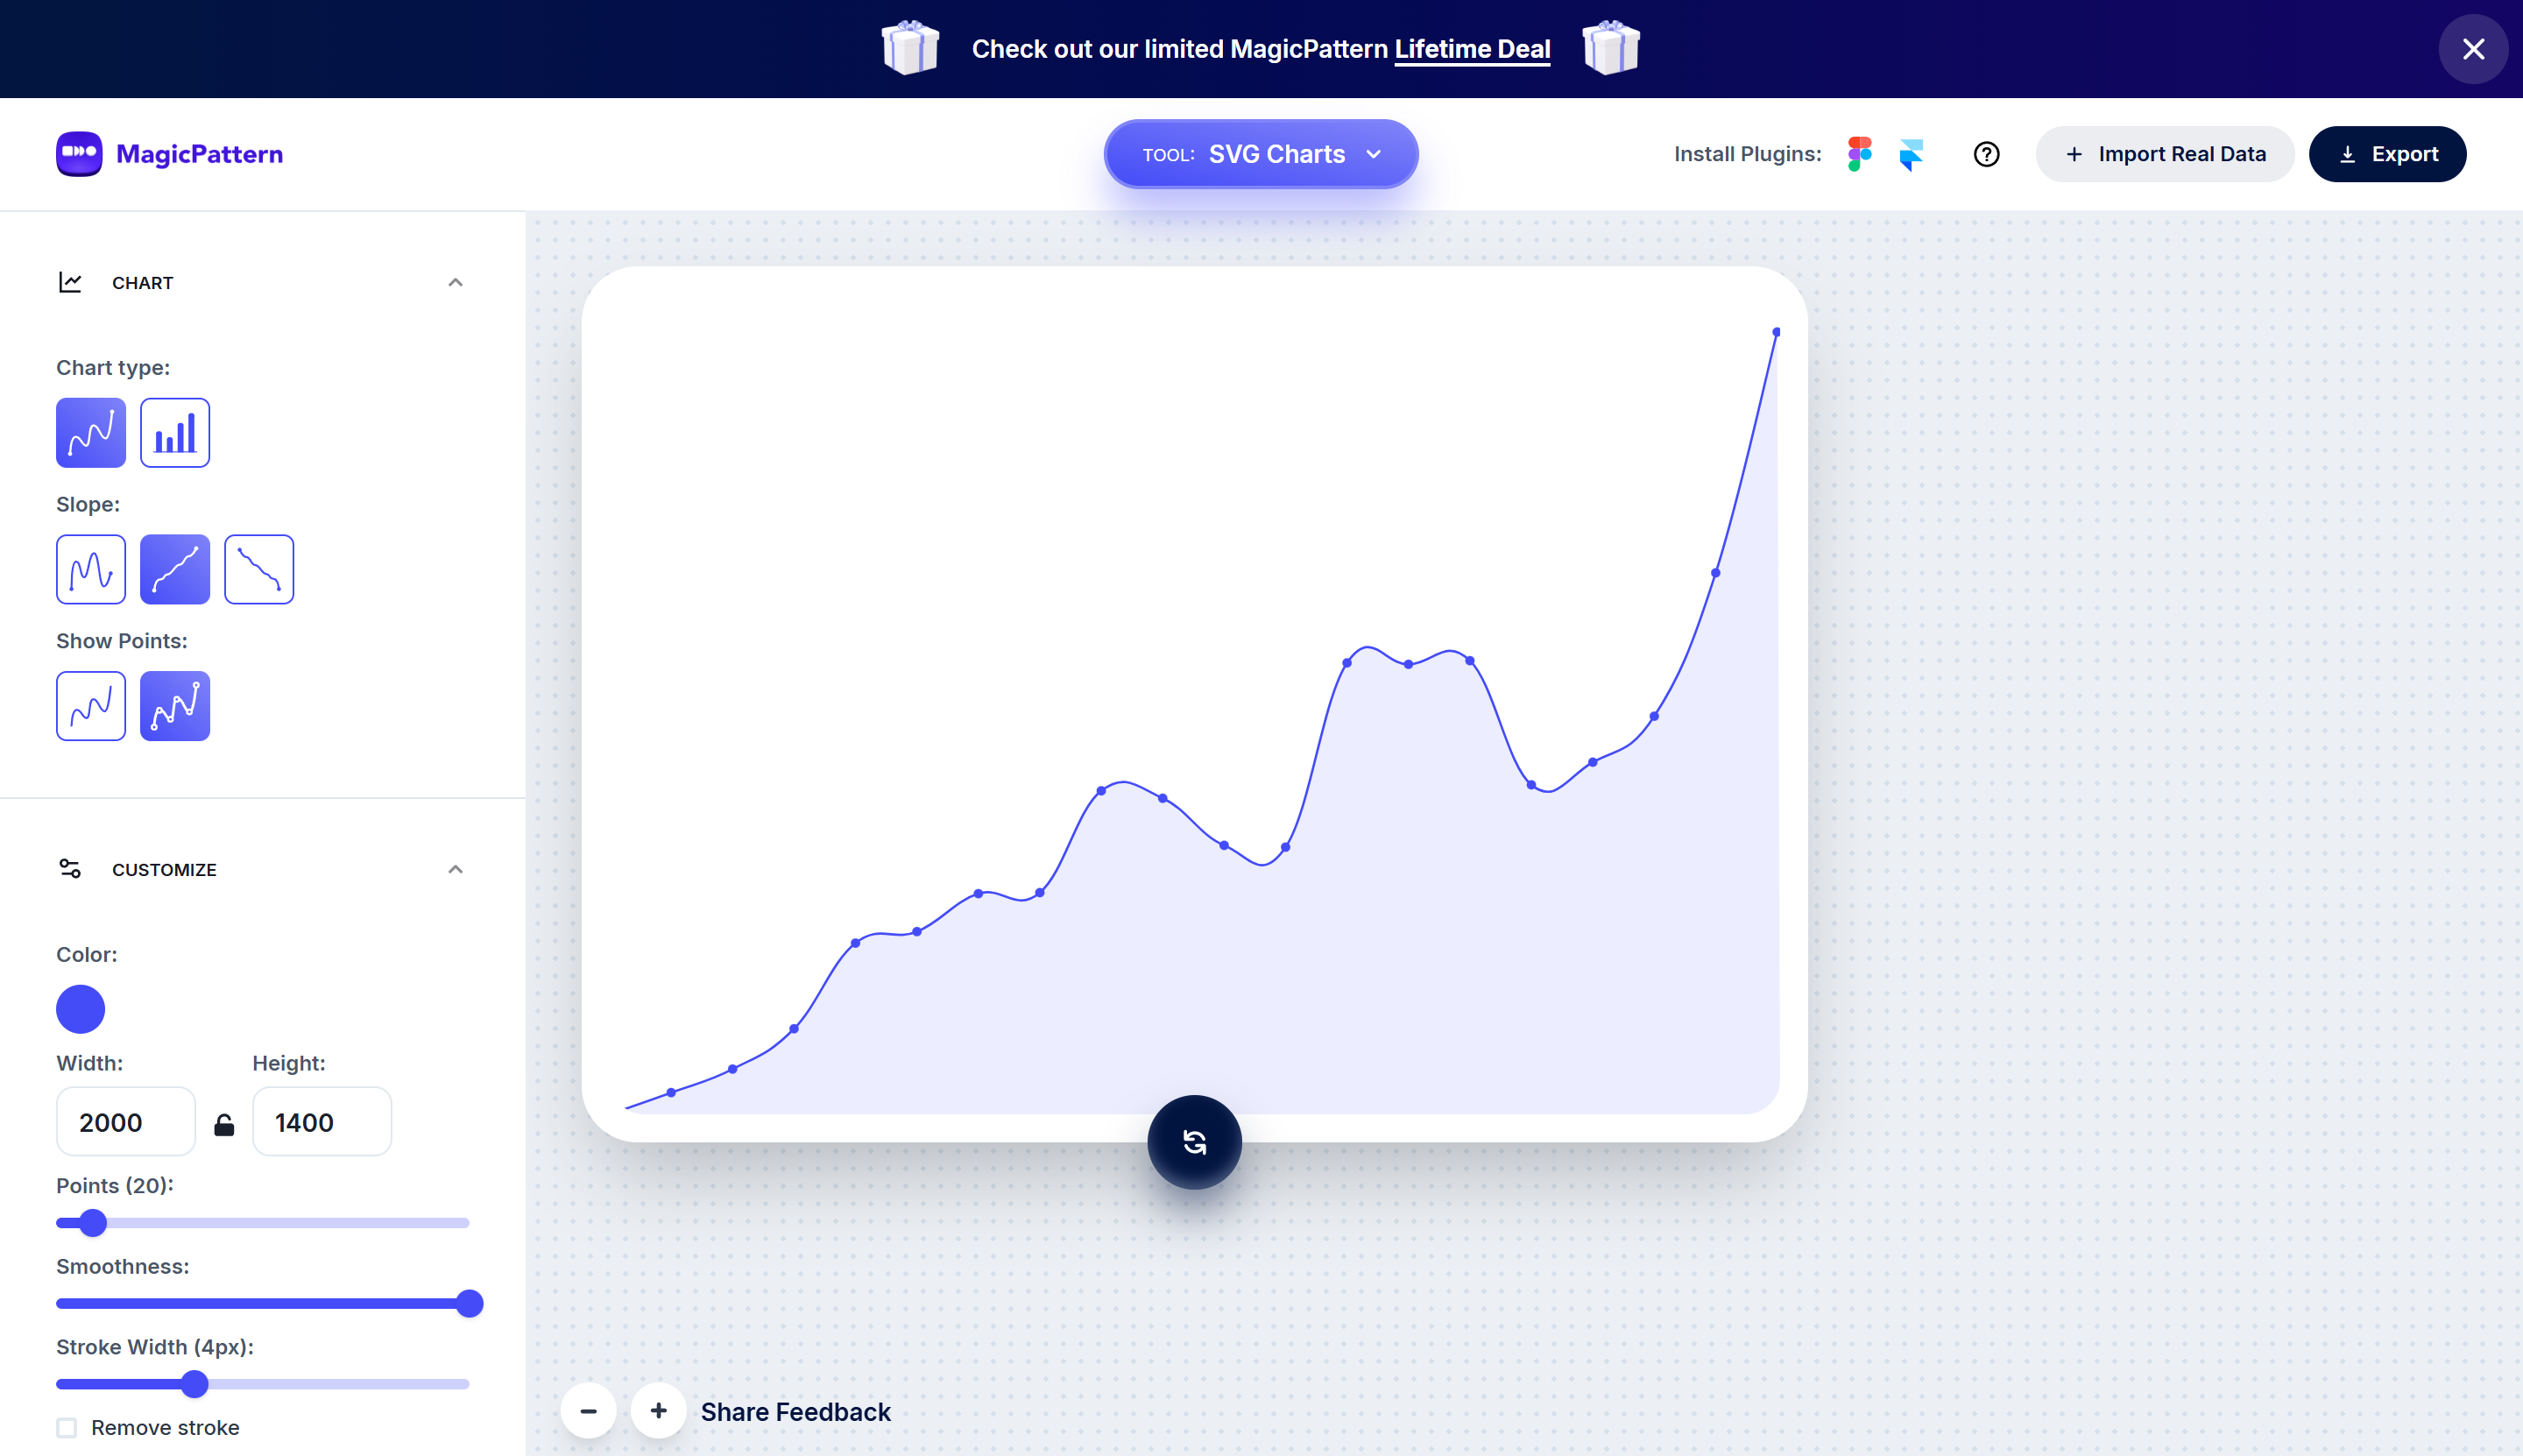 Check out our limited MagicPattern Lifetime Deal
MagicPattern
TOOL: SVG Charts
Install Plugins:
Import Real Data
Export
CHART
Chart type:
Slope:
Show Points:
CUSTOMIZE
Color:
Width: Height:
2000 1400
Points (20):
Smoothness:
Stroke Width (4px):
Remove stroke
Share Feedback